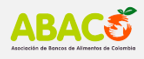 ABACO
Asociación de Bancos de Alimentos de Colombia